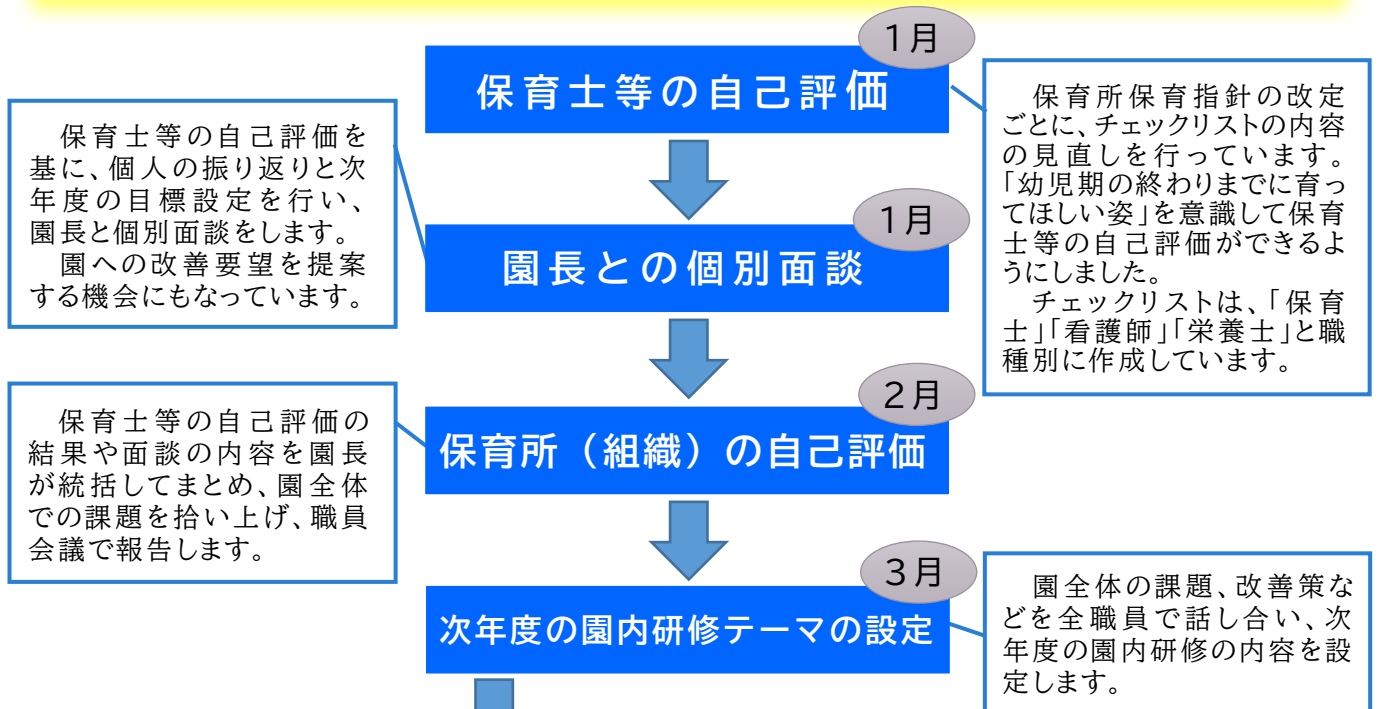 1月
保育士等の自己評価
保育所保育指針の改定
ごとに、チェックリストの内容
の見直しを行っています。
「幼児期の終わりまでに育っ
てほしい姿」を意識して保育
士等の自己評価ができるよ
うにしました。
チェックリストは、「保育
士」「看護師」「栄養士」と職
種別に作成しています。
保育士等の自己評価を
基に、個人の振り返りと次
年度の目標設定を行い、
園長と個別面談をします。
園への改善要望を提案
する機会にもなっています。
1月
園長との個別面談
2月
保育所（組織）の自己評価
保育士等の自己評価の
結果や面談の内容を園長
が統括してまとめ、園全体
での課題を拾い上げ、職員
会議で報告します。
3月
次年度の園内研修テーマの設定
園全体の課題、改善策な
どを全職員で話し合い、次
年度の園内研修の内容を設
定します。